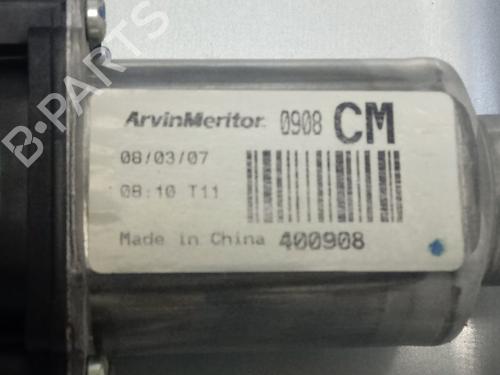 B-PARTS
ArvinMeritor 0908 CM
08/03/07
08:10 T11
Made in China 400908